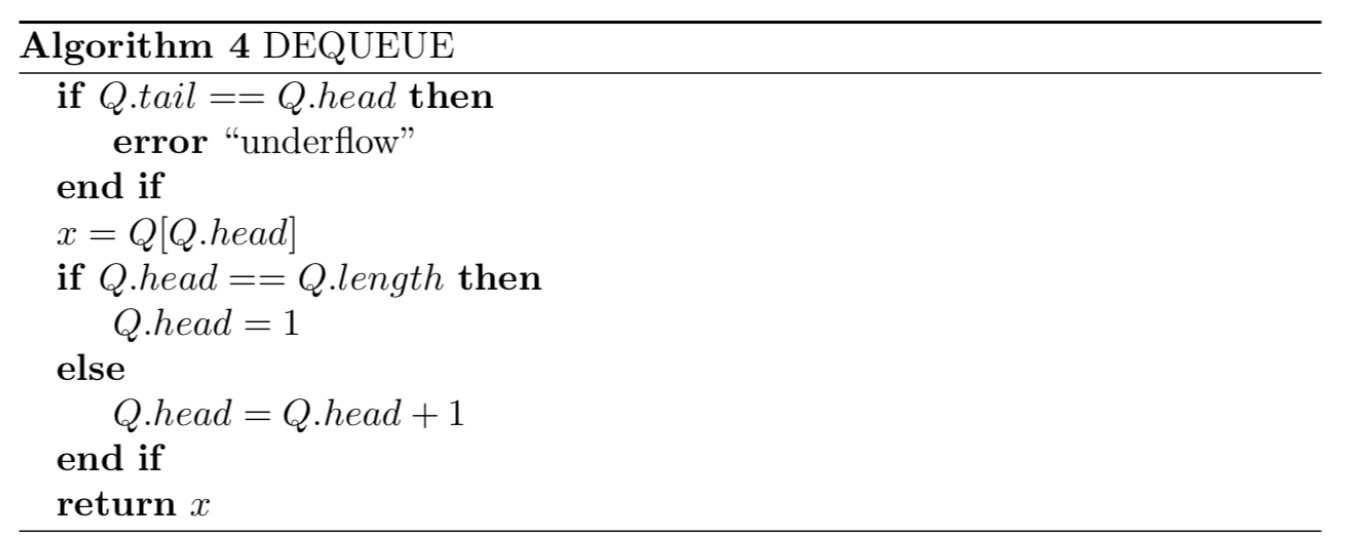 Algorithm 4 DEQUEUE
if Q.tail == Q.head then
error “underflow”
end if
x = Q[Q.head]
if Q.head == Q.length then
Q.head = 1
else
Q.head = Q.head + 1
end if
return x